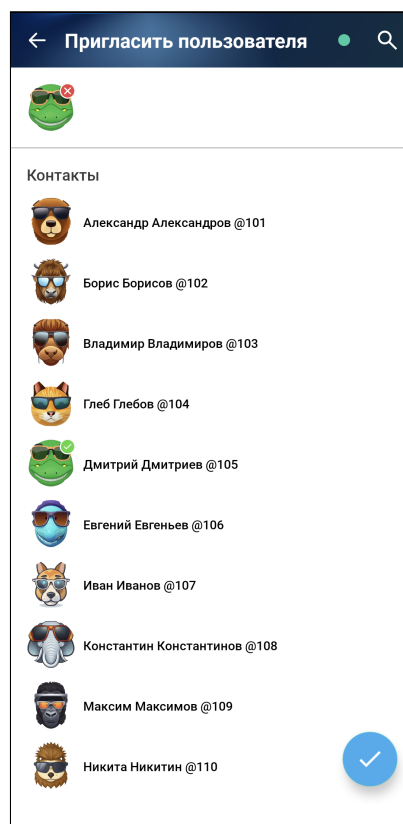 Пригласить пользователя
Контакты
Александр Александров @101
Борис Борисов @102
Владимир Владимиров @103
Глеб Глебов @104
Дмитрий Дмитриев @105
Евгений Евгеньев @106
Иван Иванов @107
Константин Константинов @108
Максим Максимов @109
Никита Никитин @110